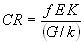 CR = fEK / (G/k)